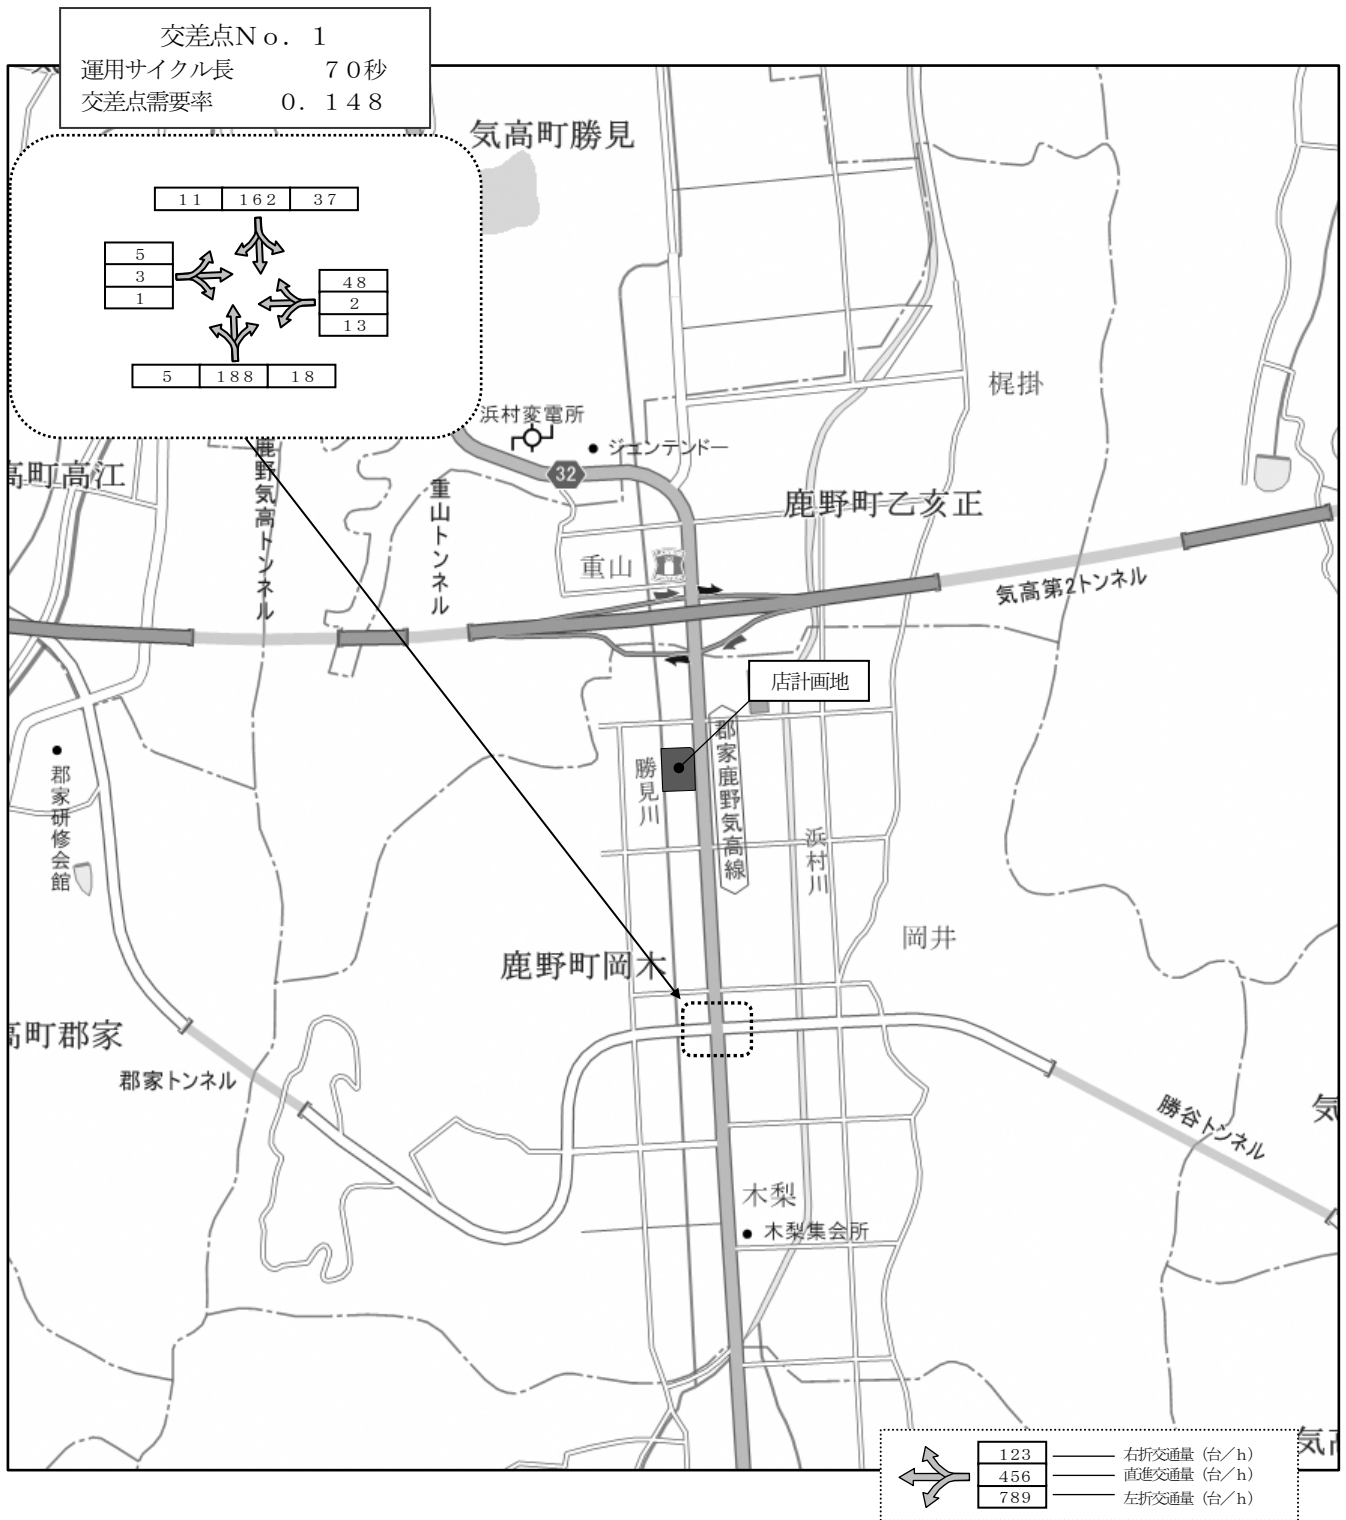 交差点Ｎｏ．１
運用サイクル長　７０秒
交差点需要率　０．１４８
気高町勝見
11 162 37
5
3
1
48
2
13
5 188 18
梶掛
浜村変電所
ジュンテンドー
32
高町高江
鹿野気高トンネル
重山トンネル
鹿野町乙亥正
重山
気高第2トンネル
店計画地
郡家鹿野気高線
勝見川
浜村川
郡家研修会館
岡井
鹿野町岡木
高町郡家
郡家トンネル
勝谷トンネル
気
木梨
木梨集会所
気高
123 右折交通量（台／ｈ）
456 直進交通量（台／ｈ）
789 左折交通量（台／ｈ）